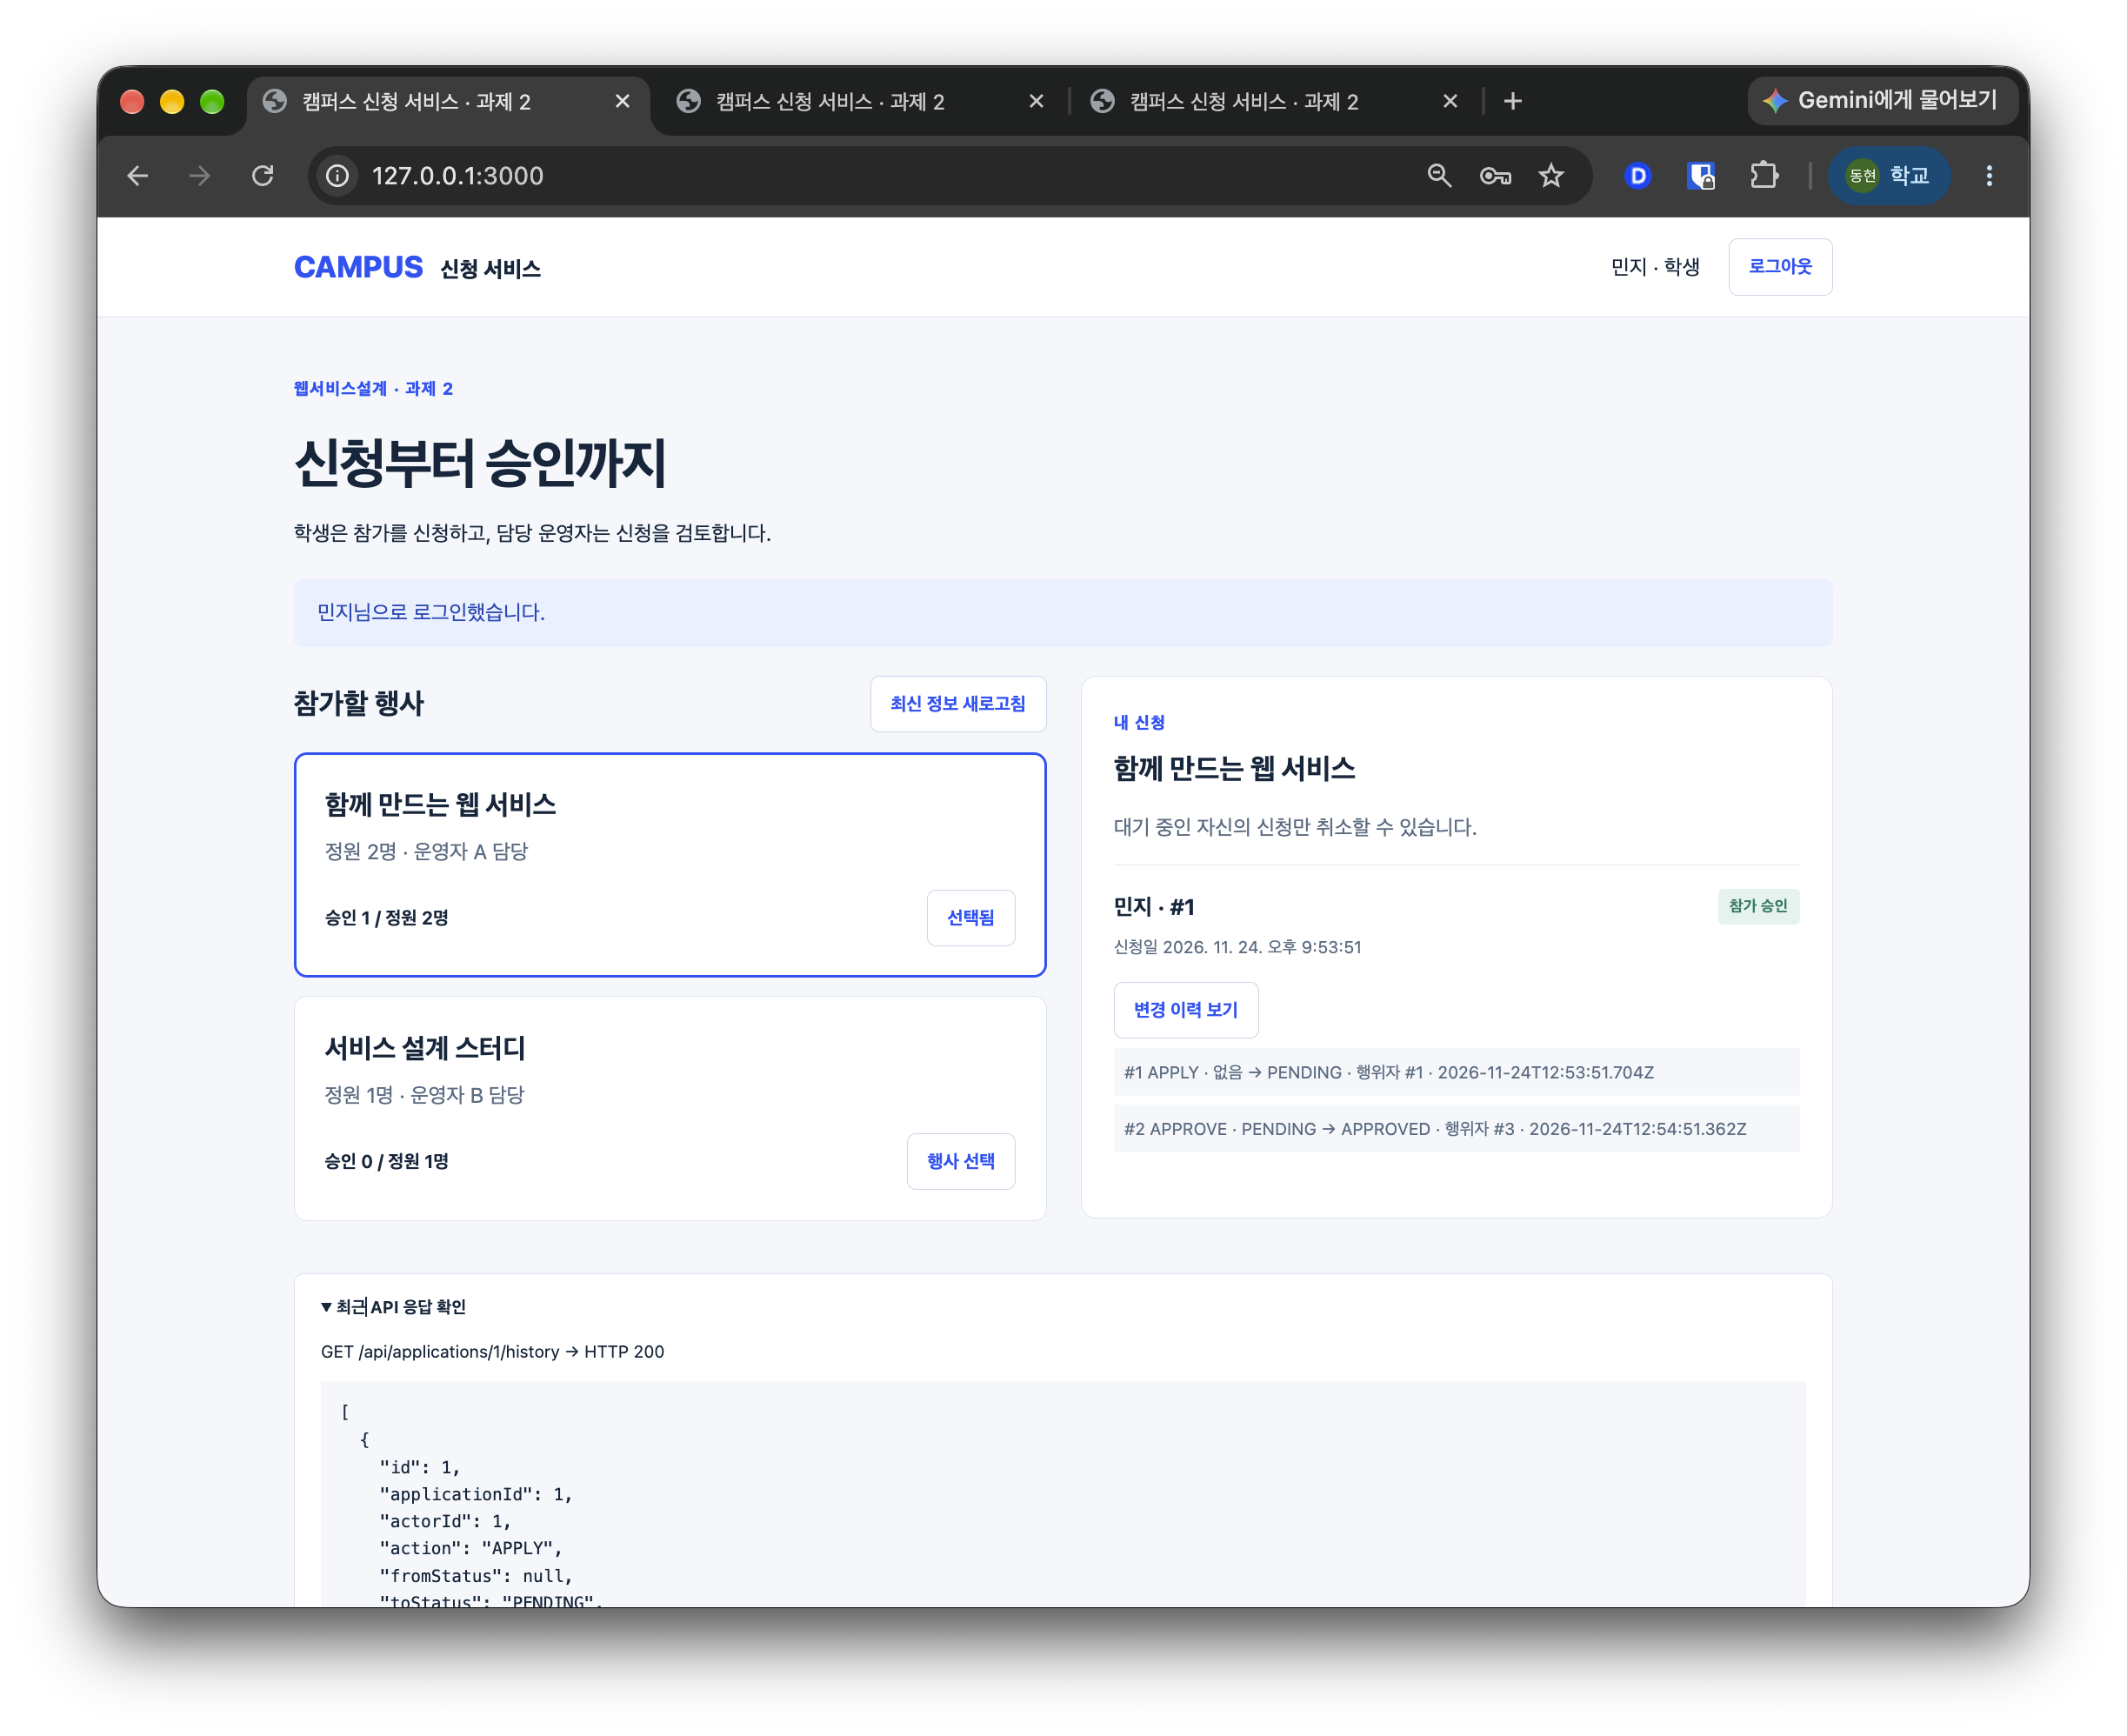 캠퍼스 신청 서비스 · 과제 2
캠퍼스 신청 서비스 · 과제 2
캠퍼스 신청 서비스 · 과제 2
Gemini에게 물어보기
127.0.0.1:3000
D
동현 학교
CAMPUS 신청 서비스
민지 · 학생
로그아웃
웹서비스설계 · 과제 2
신청부터 승인까지
학생은 참가를 신청하고, 담당 운영자는 신청을 검토합니다.
민지님으로 로그인했습니다.
참가할 행사
최신 정보 새로고침
함께 만드는 웹 서비스
정원 2명 · 운영자 A 담당
승인 1 / 정원 2명
선택됨
서비스 설계 스터디
정원 1명 · 운영자 B 담당
승인 0 / 정원 1명
행사 선택
내 신청
함께 만드는 웹 서비스
대기 중인 자신의 신청만 취소할 수 있습니다.
민지 · #1
참가 승인
신청일 2026. 11. 24. 오후 9:53:51
변경 이력 보기
#1 APPLY · 없음 → PENDING · 행위자 #1 · 2026-11-24T12:53:51.704Z
#2 APPROVE · PENDING → APPROVED · 행위자 #3 · 2026-11-24T12:54:51.362Z
▼ 최근 API 응답 확인
GET /api/applications/1/history → HTTP 200
[
{
"id": 1,
"applicationId": 1,
"actorId": 1,
"action": "APPLY",
"fromStatus": null,
"toStatus": "PENDING",